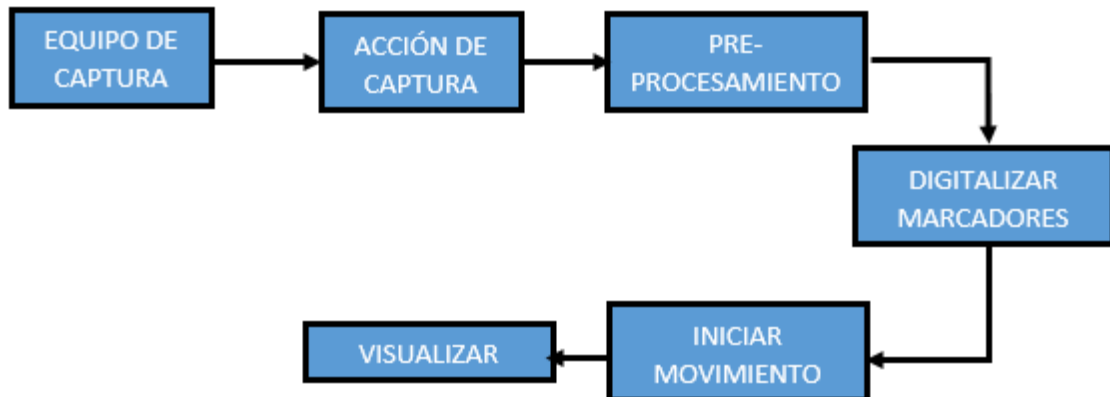 EQUIPO DE
CAPTURA
ACCIÓN DE
CAPTURA
PRE-
PROCESAMIENTO
DIGITALIZAR
MARCADORES
INICIAR
MOVIMIENTO
VISUALIZAR